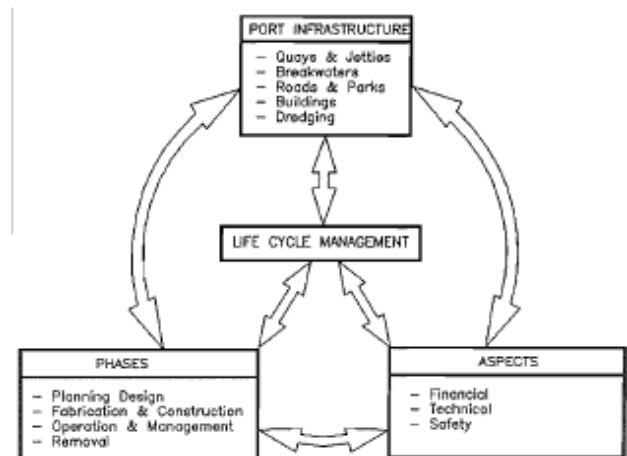 PORT INFRASTRUCTURE
- Quays & Jetties
- Breakwaters
- Roads & Parks
- Buildings
- Dredging
LIFE CYCLE MANAGEMENT
PHASES
- Planning Design
- Fabrication & Construction
- Operation & Management
- Removal
ASPECTS
- Financial
- Technical
- Safety